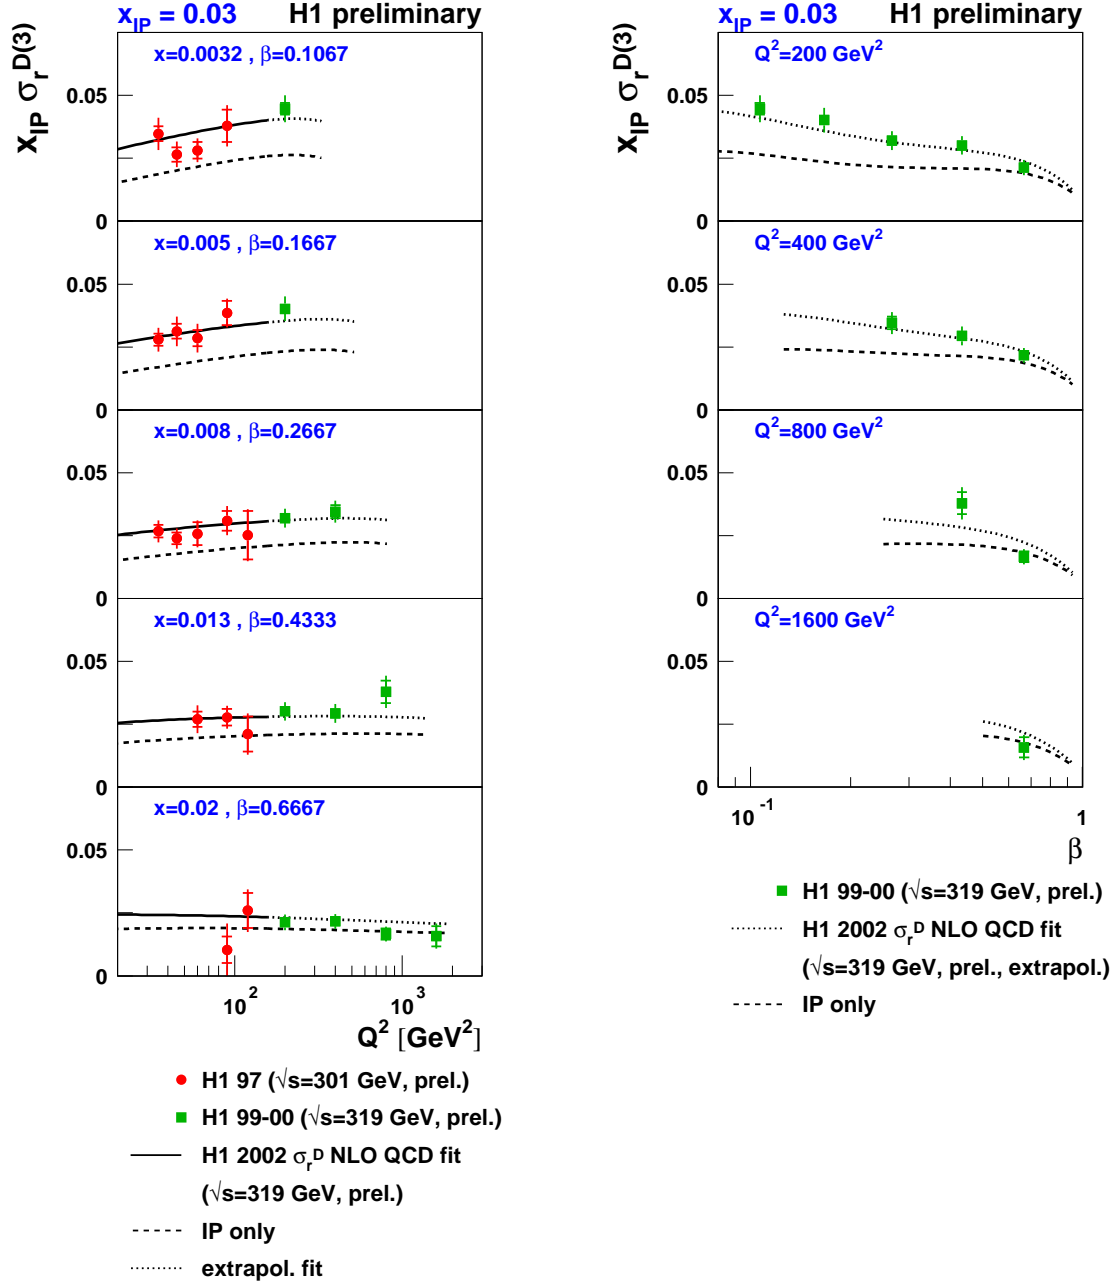 x_IP = 0.03 H1 preliminary
x_IP σ_r^D(3)
x=0.0032 , β=0.1067
0.05
0
x=0.005 , β=0.1667
0.05
0
x=0.008 , β=0.2667
0.05
0
x=0.013 , β=0.4333
0.05
0
x=0.02 , β=0.6667
0.05
0
10^2 10^3
Q^2 [GeV^2]
H1 97 (√s=301 GeV, prel.)
H1 99-00 (√s=319 GeV, prel.)
H1 2002 σ_r^D NLO QCD fit
(√s=319 GeV, prel.)
IP only
extrapol. fit
x_IP = 0.03 H1 preliminary
x_IP σ_r^D(3)
Q^2=200 GeV^2
0.05
0
Q^2=400 GeV^2
0.05
0
Q^2=800 GeV^2
0.05
0
Q^2=1600 GeV^2
0.05
0
10^-1 1
β
H1 99-00 (√s=319 GeV, prel.)
H1 2002 σ_r^D NLO QCD fit
(√s=319 GeV, prel., extrapol.)
IP only